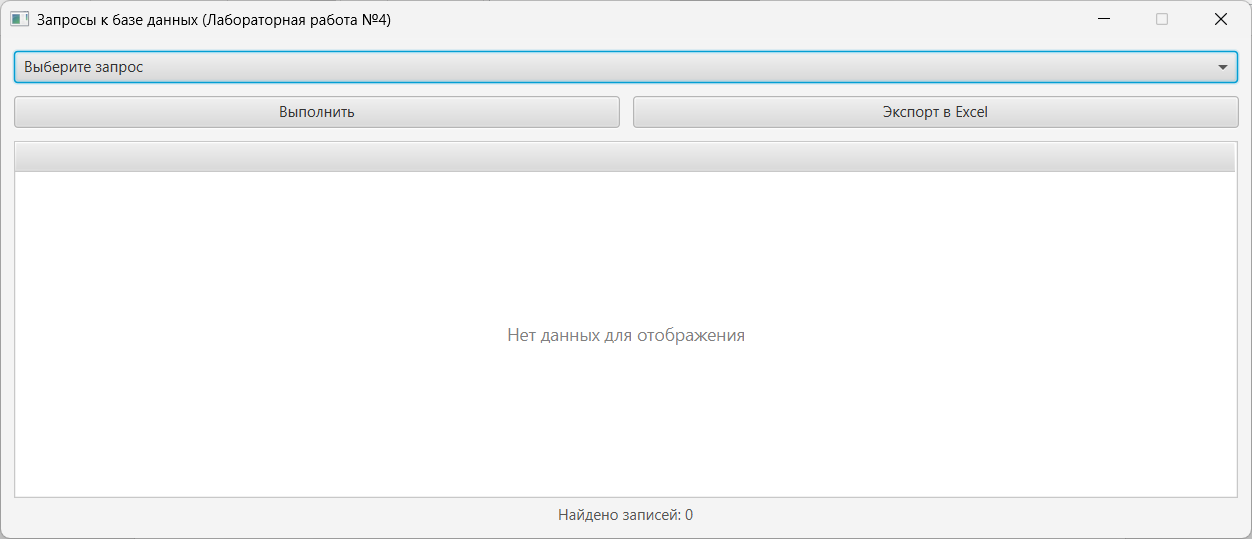 Запросы к базе данных (Лабораторная работа №4)
Выберите запрос
Выполнить
Экспорт в Excel
Нет данных для отображения
Найдено записей: 0